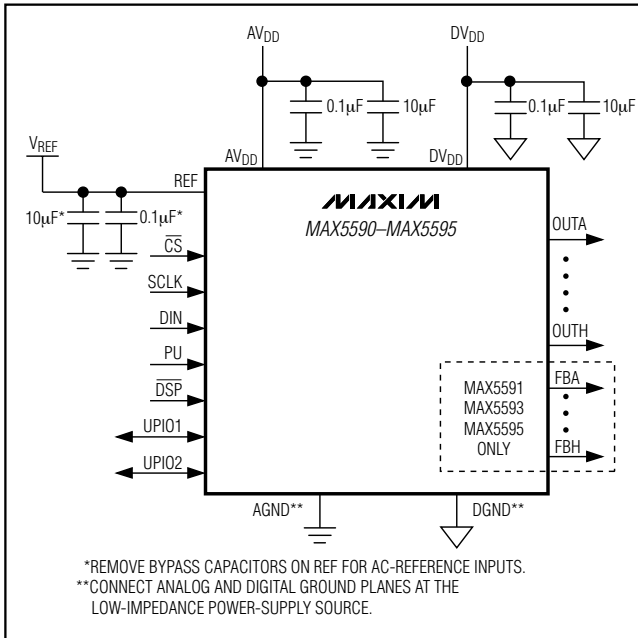 AVDD
DVDD
0.1µF
10µF
0.1µF
10µF
VREF
AVDD
DVDD
REF
10µF*
0.1µF*
MAXIM
MAX5590–MAX5595
CS
SCLK
DIN
PU
DSP
UPIO1
UPIO2
OUTA
OUTH
MAX5591
MAX5593
MAX5595
ONLY
FBA
FBH
AGND**
DGND**
*REMOVE BYPASS CAPACITORS ON REF FOR AC-REFERENCE INPUTS.
**CONNECT ANALOG AND DIGITAL GROUND PLANES AT THE
LOW-IMPEDANCE POWER-SUPPLY SOURCE.